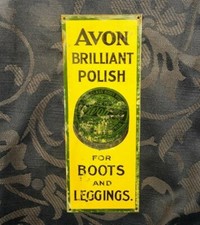 AVON
BRILLIANT
POLISH
FOR
BOOTS
AND
LEGGINGS.